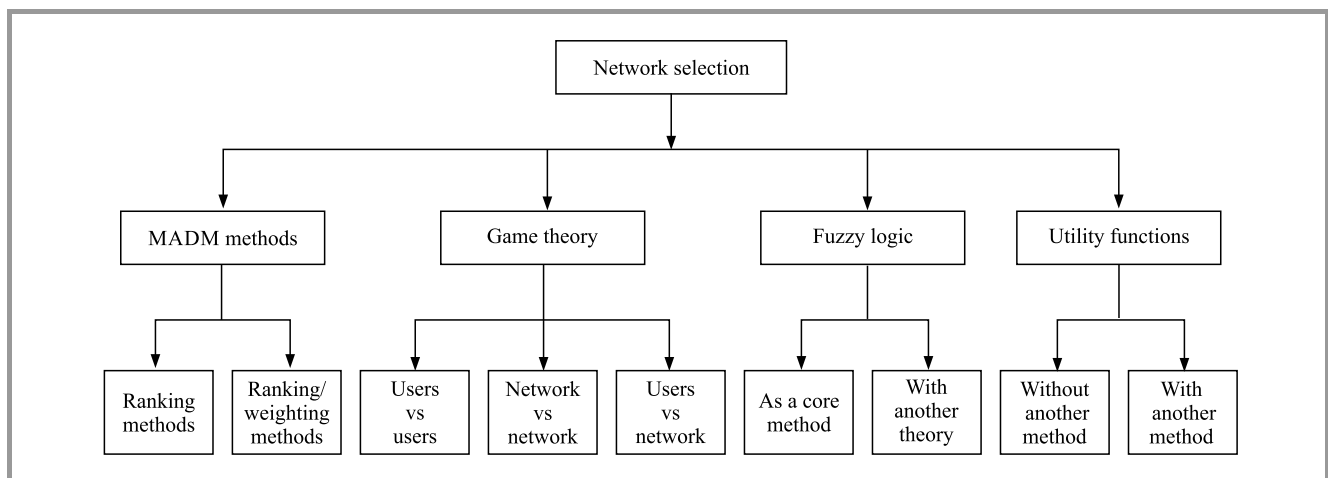 Network selection
MADM methods
Game theory
Fuzzy logic
Utility functions
Ranking
methods
Ranking/
weighting
methods
Users
vs
users
Network
vs
network
Users
vs
network
As a core
method
With
another
theory
Without
another
method
With
another
method